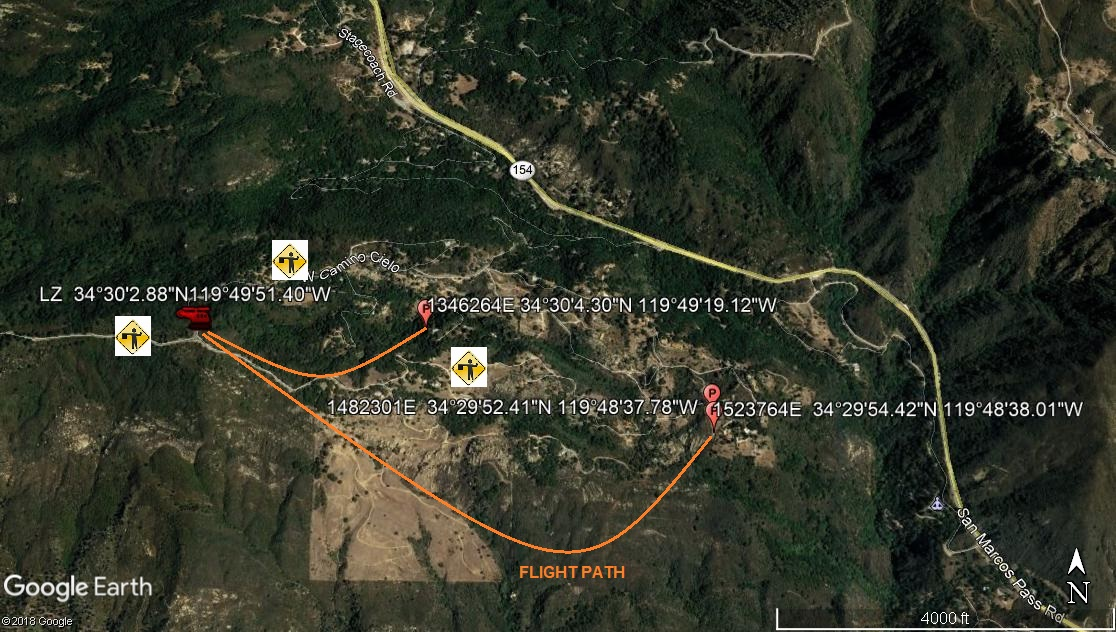 Stagecoach Rd
154
W Camino Cielo
LZ  34°30'2.88"N119°49'51.40"W
P
1346264E 34°30'4.30"N 119°49'19.12"W
P
1482301E  34°29'52.41"N 119°48'37.78"W
1523764E  34°29'54.42"N 119°48'38.01"W
San Marcos Pass Rd
FLIGHT PATH
N
Google Earth
4000 ft
©2018 Google